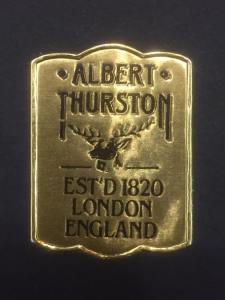 · ALBERT ·
THURSTON
EST'D 1820
LONDON
ENGLAND